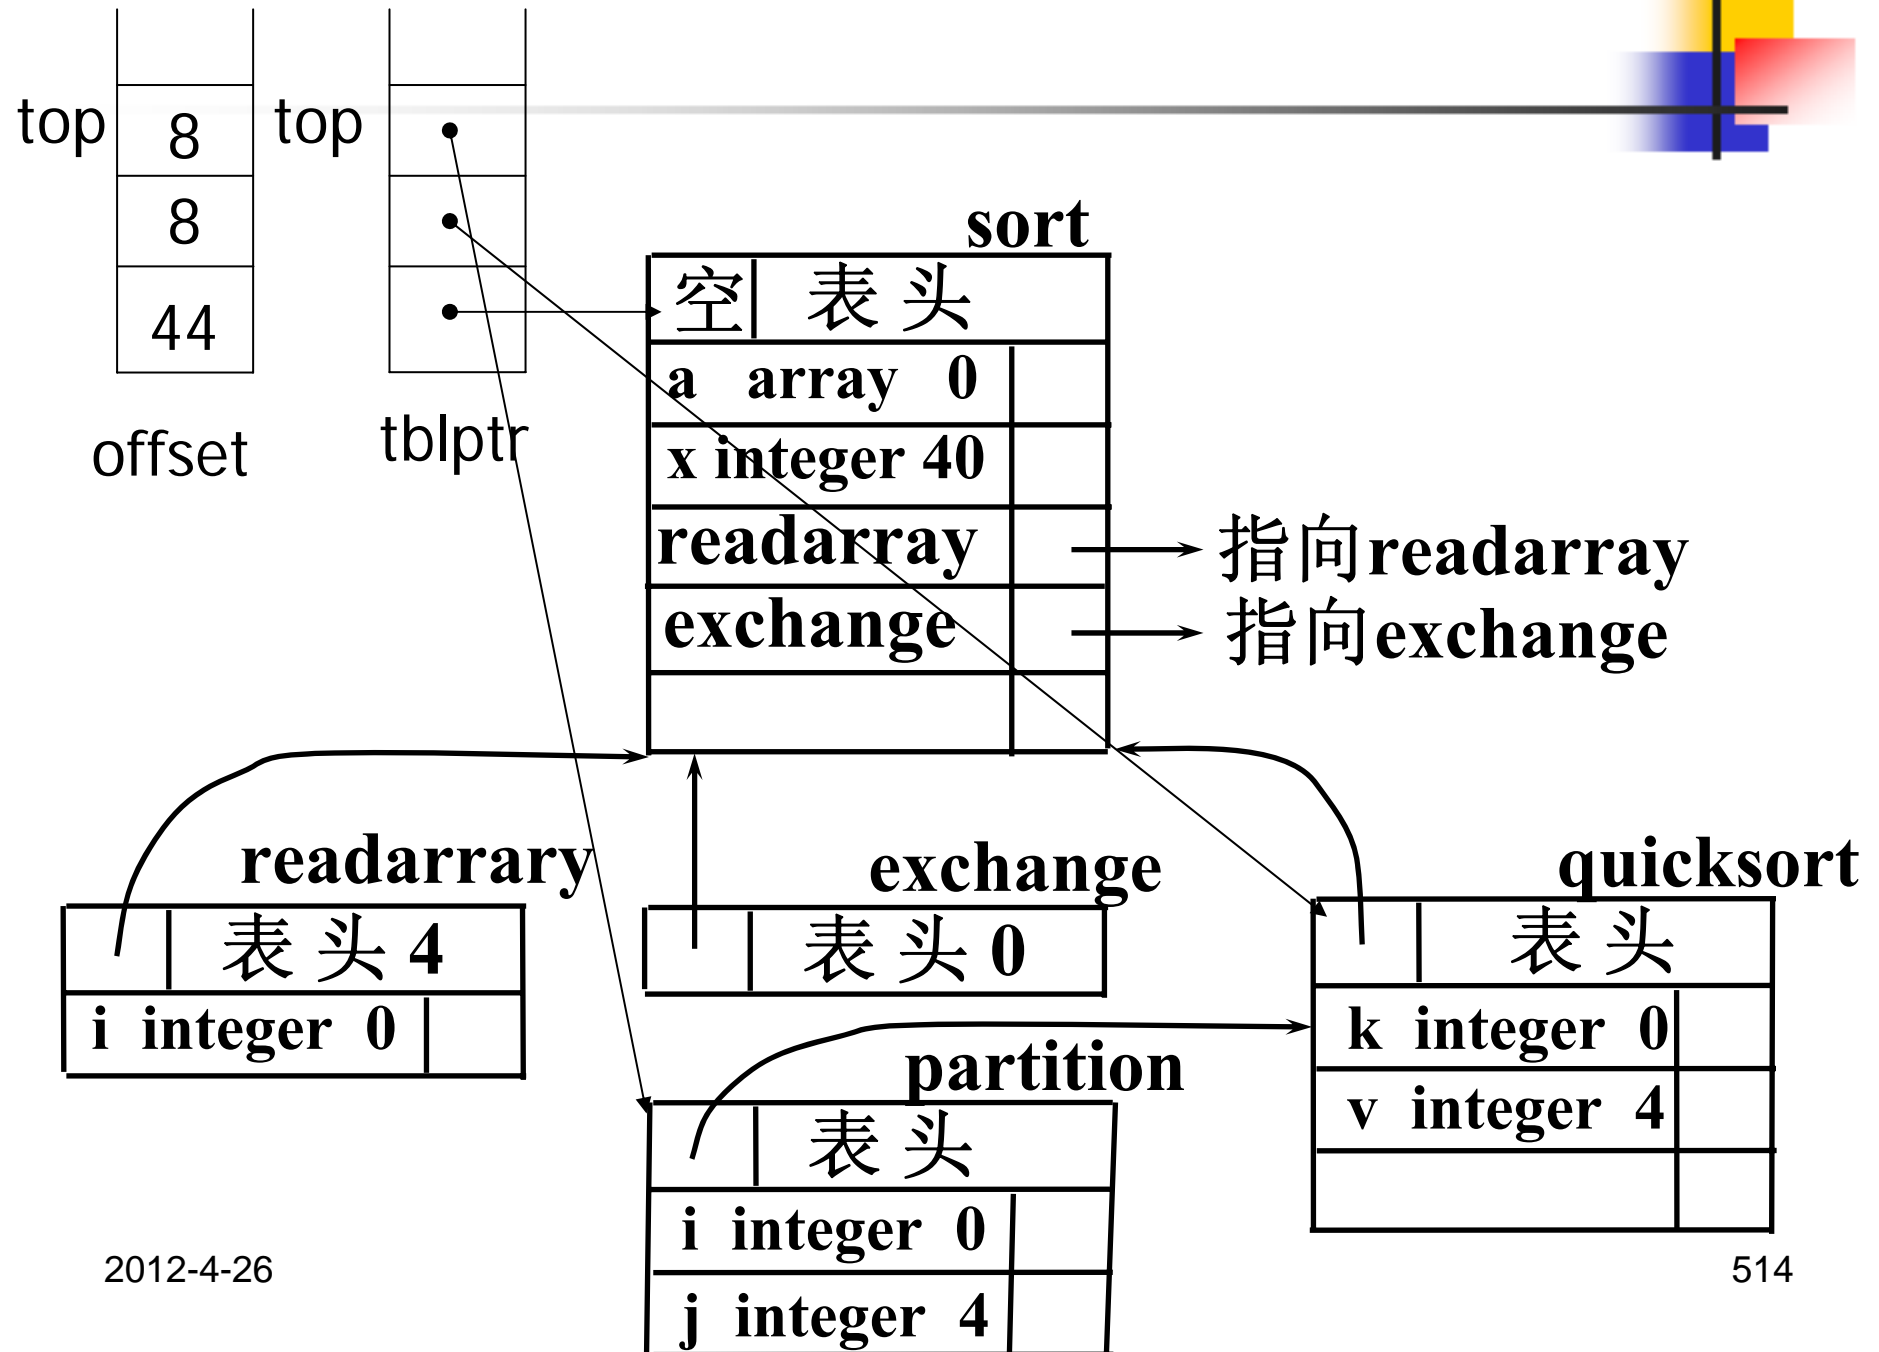 top 8 top
8
44
offset tblptr
sort
空 表 头
a array 0
x integer 40
readarray 指向readarray
exchange 指向exchange
readarrary
表 头 4
i integer 0
exchange
表 头 0
quicksort
表 头
k integer 0
v integer 4
partition
表 头
i integer 0
j integer 4
2012-4-26
514